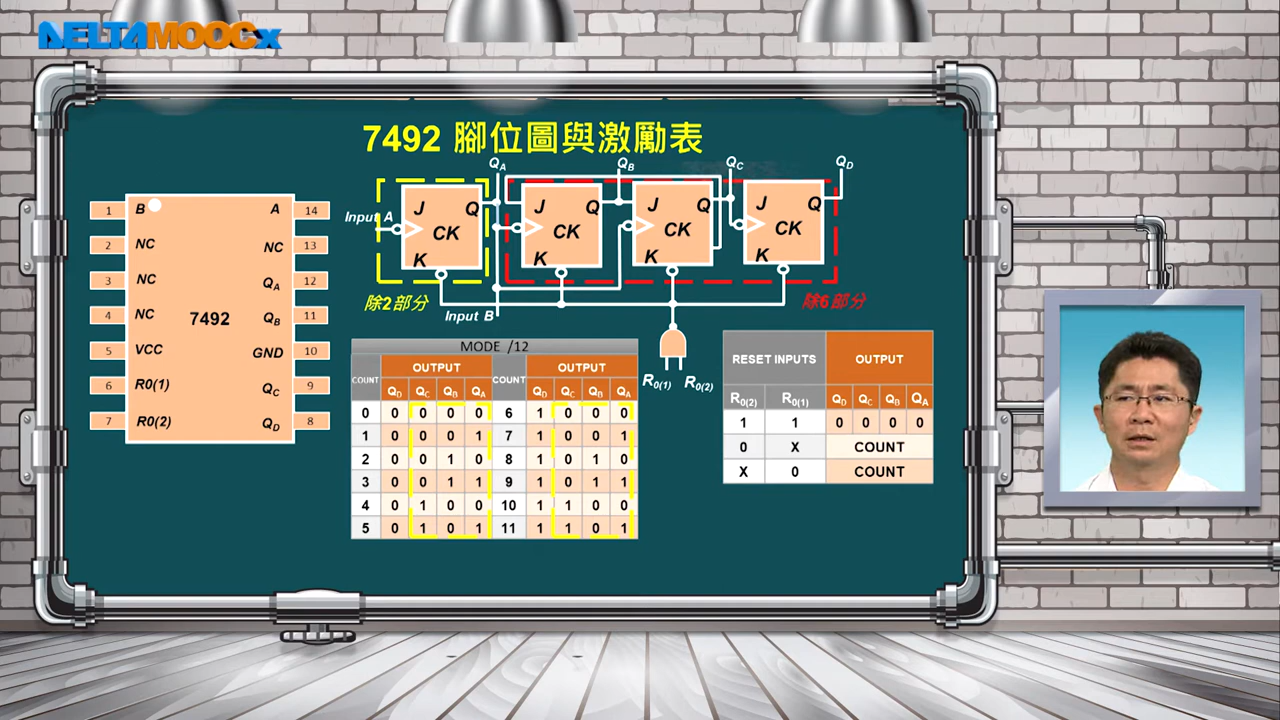 DELTAMOOCx
7492 腳位圖與激勵表
1 B A 14
2 NC NC 13
3 NC QA 12
4 NC QB 11
7492
5 VCC GND 10
6 R0(1) QC 9
7 R0(2) QD 8
QA QB QC QD
Input A
J Q J Q J Q J Q
CK CK CK CK
K K K K
除2部分
除6部分
Input B
R0(1) R0(2)
MODE /12
COUNT OUTPUT COUNT OUTPUT
QD QC QB QA QD QC QB QA
0 0 0 0 0 6 1 0 0 0
1 0 0 0 1 7 1 0 0 1
2 0 0 1 0 8 1 0 1 0
3 0 0 1 1 9 1 0 1 1
4 0 1 0 0 10 1 1 0 0
5 0 1 0 1 11 1 1 0 1
RESET INPUTS OUTPUT
R0(2) R0(1) QD QC QB QA
1 1 0 0 0 0
0 X COUNT
X 0 COUNT